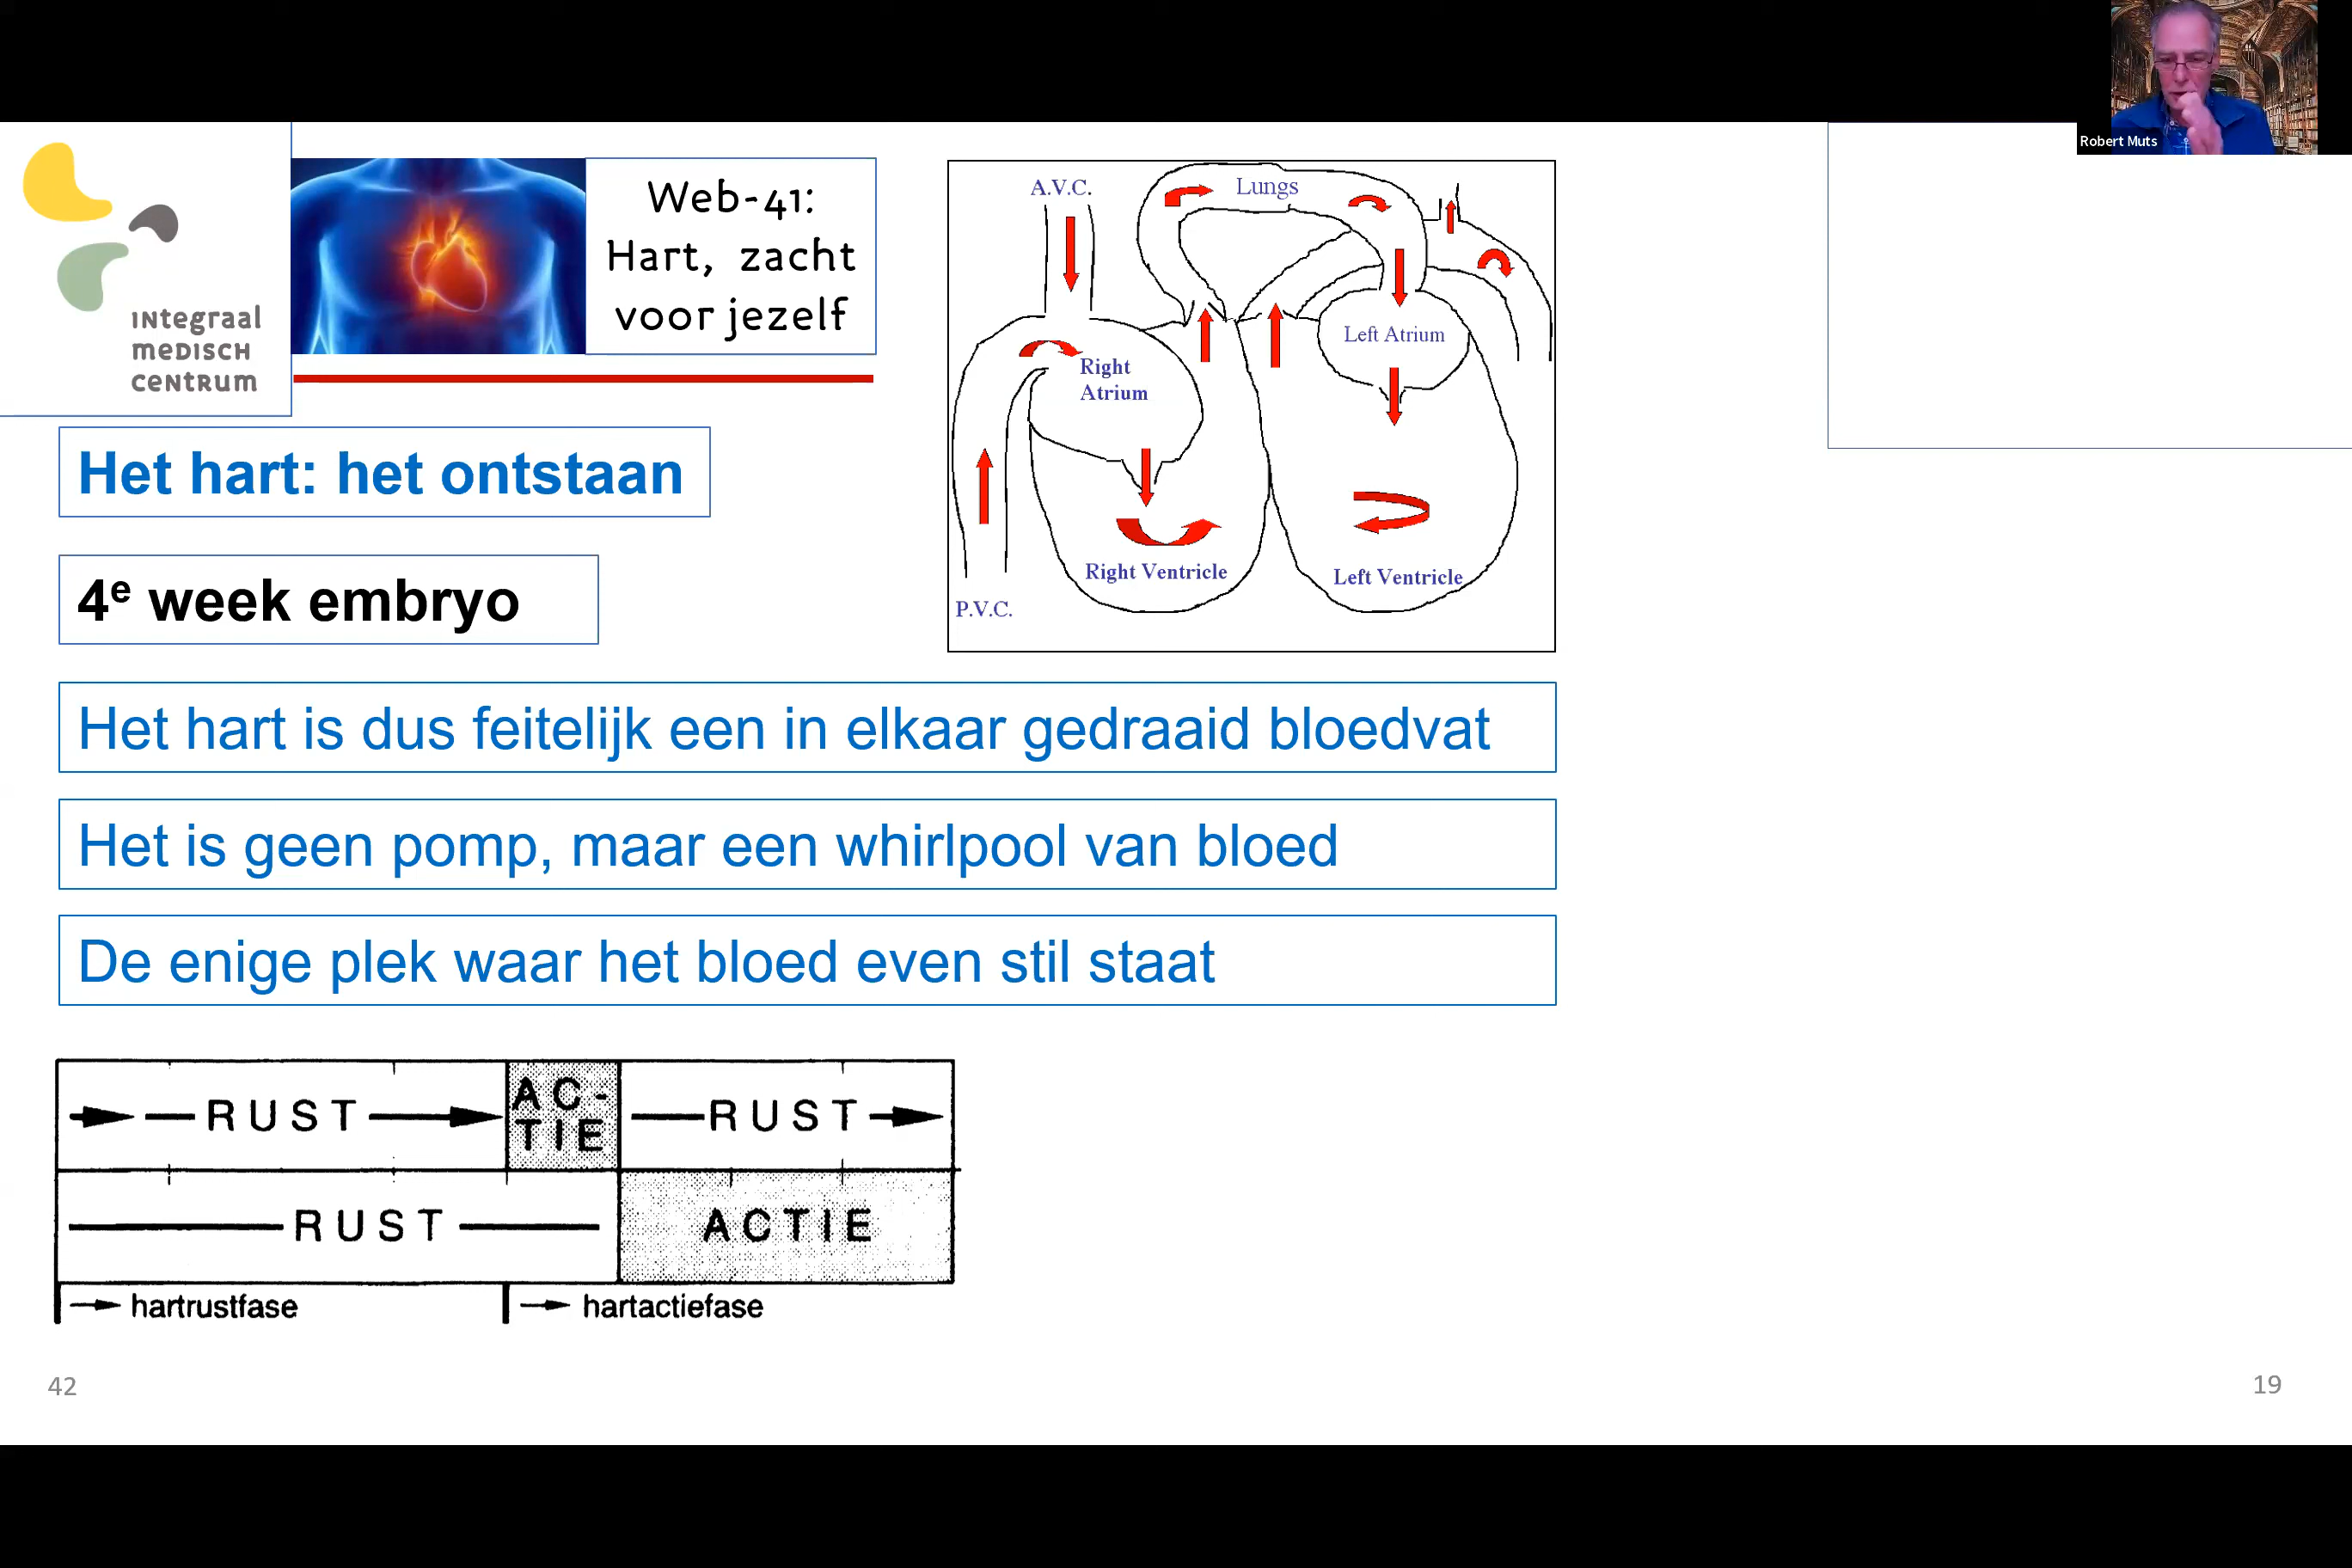 Robert Muts
INtegraal
meDISCH
CeNtRum
Web-41:
Hart, zacht
voor jezelf
A.V.C.
Lungs
Left Atrium
Right
Atrium
Right Ventricle
Left Ventricle
P.V.C.
Het hart: het ontstaan
4e week embryo
Het hart is dus feitelijk een in elkaar gedraaid bloedvat
Het is geen pomp, maar een whirlpool van bloed
De enige plek waar het bloed even stil staat
RUST
AC-
TIE
RUST
RUST
ACTIE
hartrustfase
hartactiefase
42
19